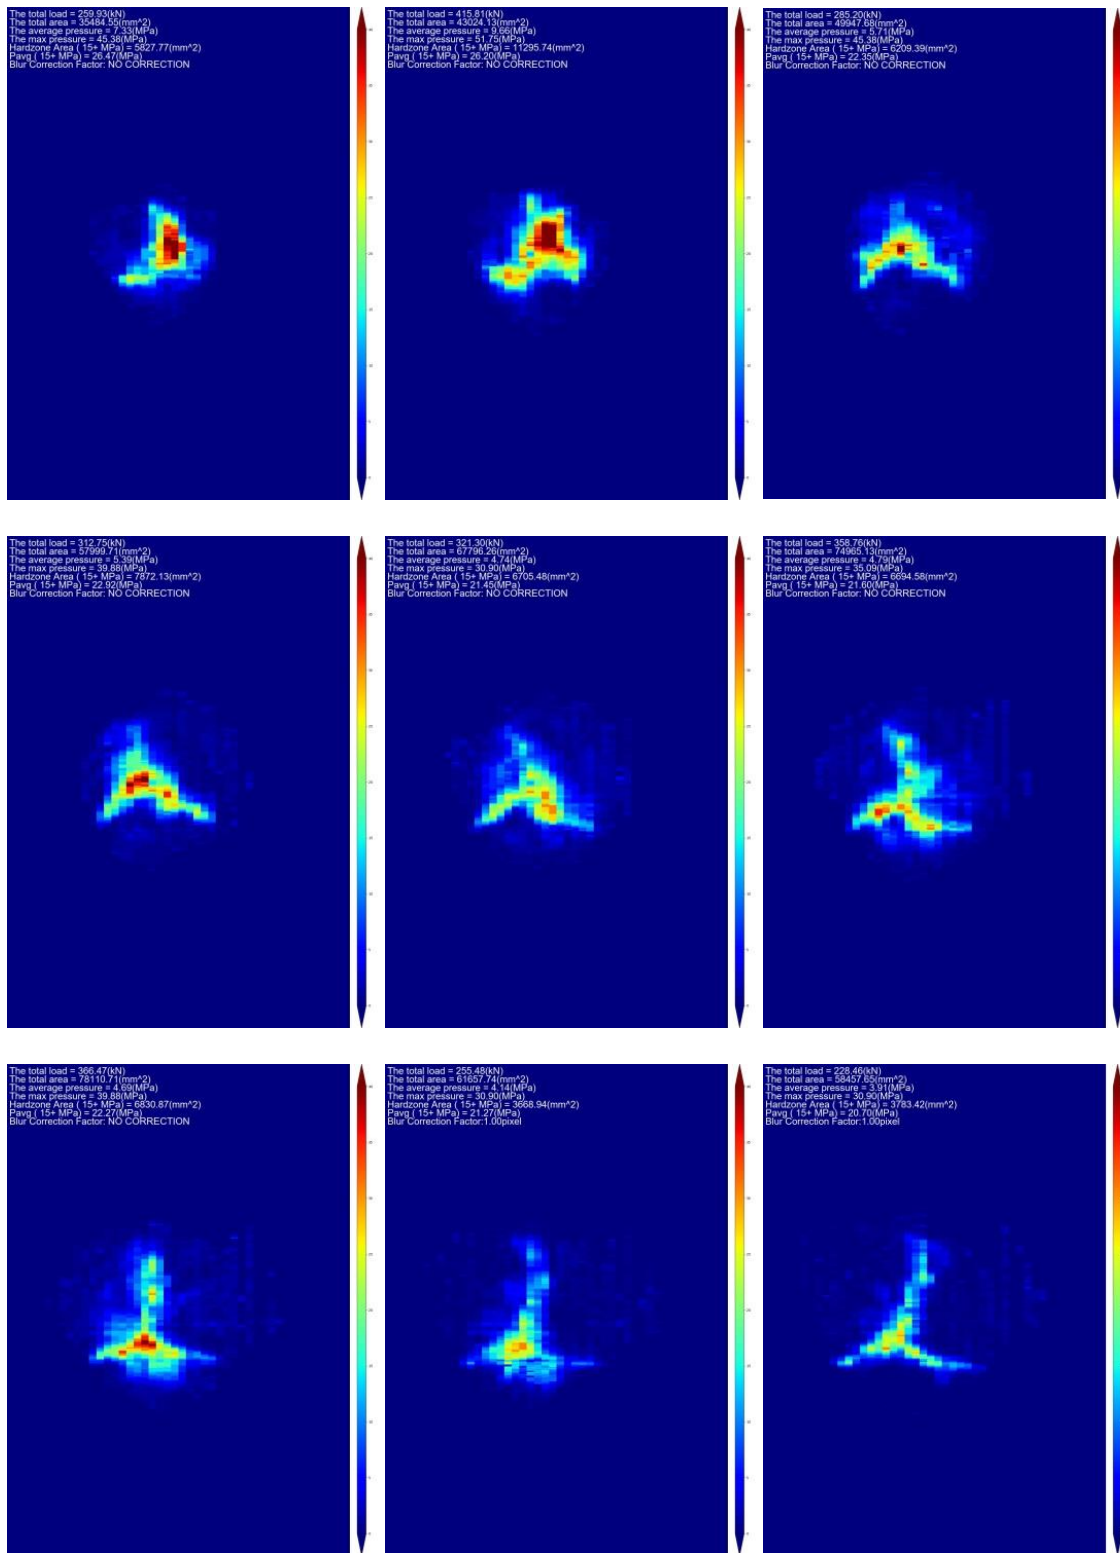 The total load = 259.93(kN)
The total area = 35484.55(mm^2)
The average pressure = 7.33(MPa)
The max pressure = 45.38(MPa)
Hardzone Area ( 15+ MPa) = 5827.77(mm^2)
Pavg ( 15+ MPa) = 26.47(MPa)
Blur Correction Factor: NO CORRECTION
The total load = 415.81(kN)
The total area = 43024.13(mm^2)
The average pressure = 9.66(MPa)
The max pressure = 51.75(MPa)
Hardzone Area ( 15+ MPa) = 11295.74(mm^2)
Pavg ( 15+ MPa) = 26.20(MPa)
Blur Correction Factor: NO CORRECTION
The total load = 285.20(kN)
The total area = 49947.68(mm^2)
The average pressure = 5.71(MPa)
The max pressure = 45.38(MPa)
Hardzone Area ( 15+ MPa) = 6209.39(mm^2)
Pavg ( 15+ MPa) = 22.35(MPa)
Blur Correction Factor: NO CORRECTION
The total load = 312.75(kN)
The total area = 57999.71(mm^2)
The average pressure = 5.39(MPa)
The max pressure = 39.88(MPa)
Hardzone Area ( 15+ MPa) = 7872.13(mm^2)
Pavg ( 15+ MPa) = 22.92(MPa)
Blur Correction Factor: NO CORRECTION
The total load = 321.30(kN)
The total area = 67796.26(mm^2)
The average pressure = 4.74(MPa)
The max pressure = 30.90(MPa)
Hardzone Area ( 15+ MPa) = 6705.48(mm^2)
Pavg ( 15+ MPa) = 21.45(MPa)
Blur Correction Factor: NO CORRECTION
The total load = 358.76(kN)
The total area = 74965.13(mm^2)
The average pressure = 4.79(MPa)
The max pressure = 35.09(MPa)
Hardzone Area ( 15+ MPa) = 6694.58(mm^2)
Pavg ( 15+ MPa) = 21.60(MPa)
Blur Correction Factor: NO CORRECTION
The total load = 366.47(kN)
The total area = 78110.71(mm^2)
The average pressure = 4.69(MPa)
The max pressure = 39.88(MPa)
Hardzone Area ( 15+ MPa) = 6830.87(mm^2)
Pavg ( 15+ MPa) = 22.27(MPa)
Blur Correction Factor: NO CORRECTION
The total load = 255.48(kN)
The total area = 61657.74(mm^2)
The average pressure = 4.14(MPa)
The max pressure = 30.90(MPa)
Hardzone Area ( 15+ MPa) = 3668.94(mm^2)
Pavg ( 15+ MPa) = 21.27(MPa)
Blur Correction Factor:1.00pixel
The total load = 228.46(kN)
The total area = 58457.65(mm^2)
The average pressure = 3.91(MPa)
The max pressure = 30.90(MPa)
Hardzone Area ( 15+ MPa) = 3783.42(mm^2)
Pavg ( 15+ MPa) = 20.70(MPa)
Blur Correction Factor:1.00pixel